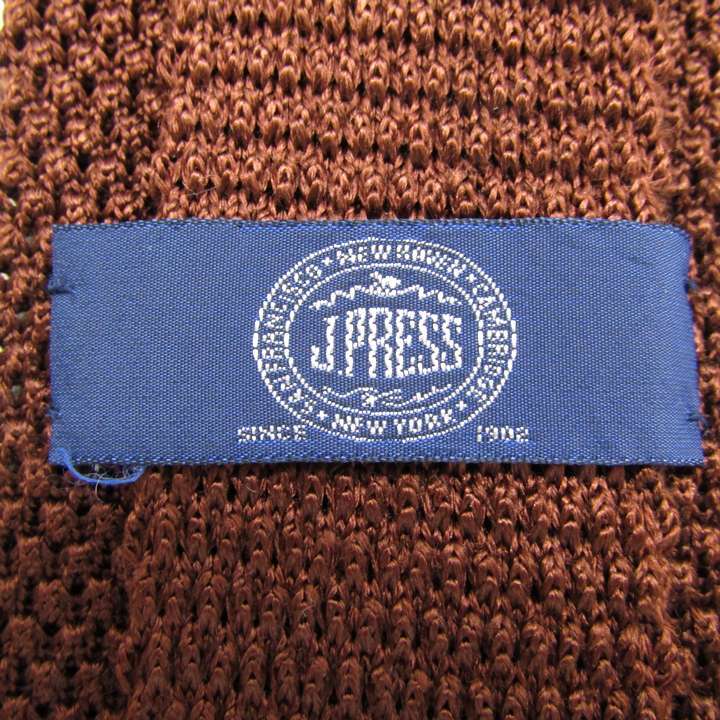 SAN FRANCISCO ★ NEW HAVEN ★ CAMBRIDGE ★ NEW YORK ★
J.PRESS
SINCE 1902